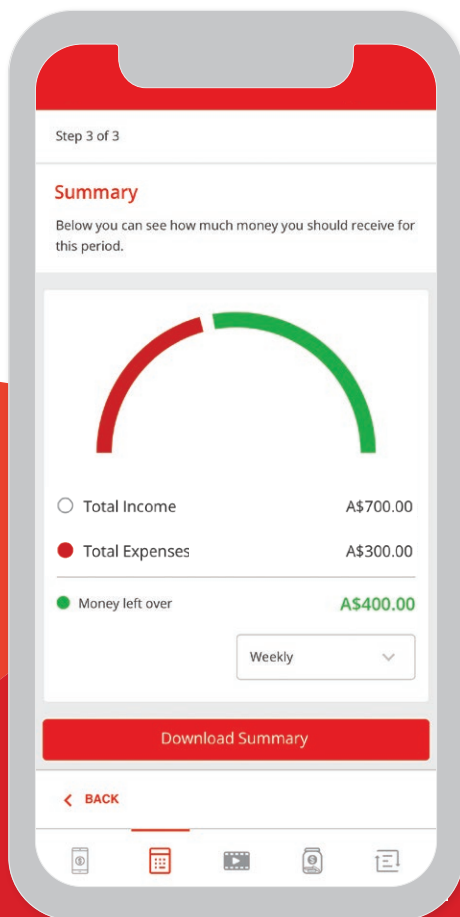 Step 3 of 3
Summary
Below you can see how much money you should receive for
this period.
Total Income A$700.00
Total Expenses A$300.00
Money left over A$400.00
Weekly
Download Summary
BACK